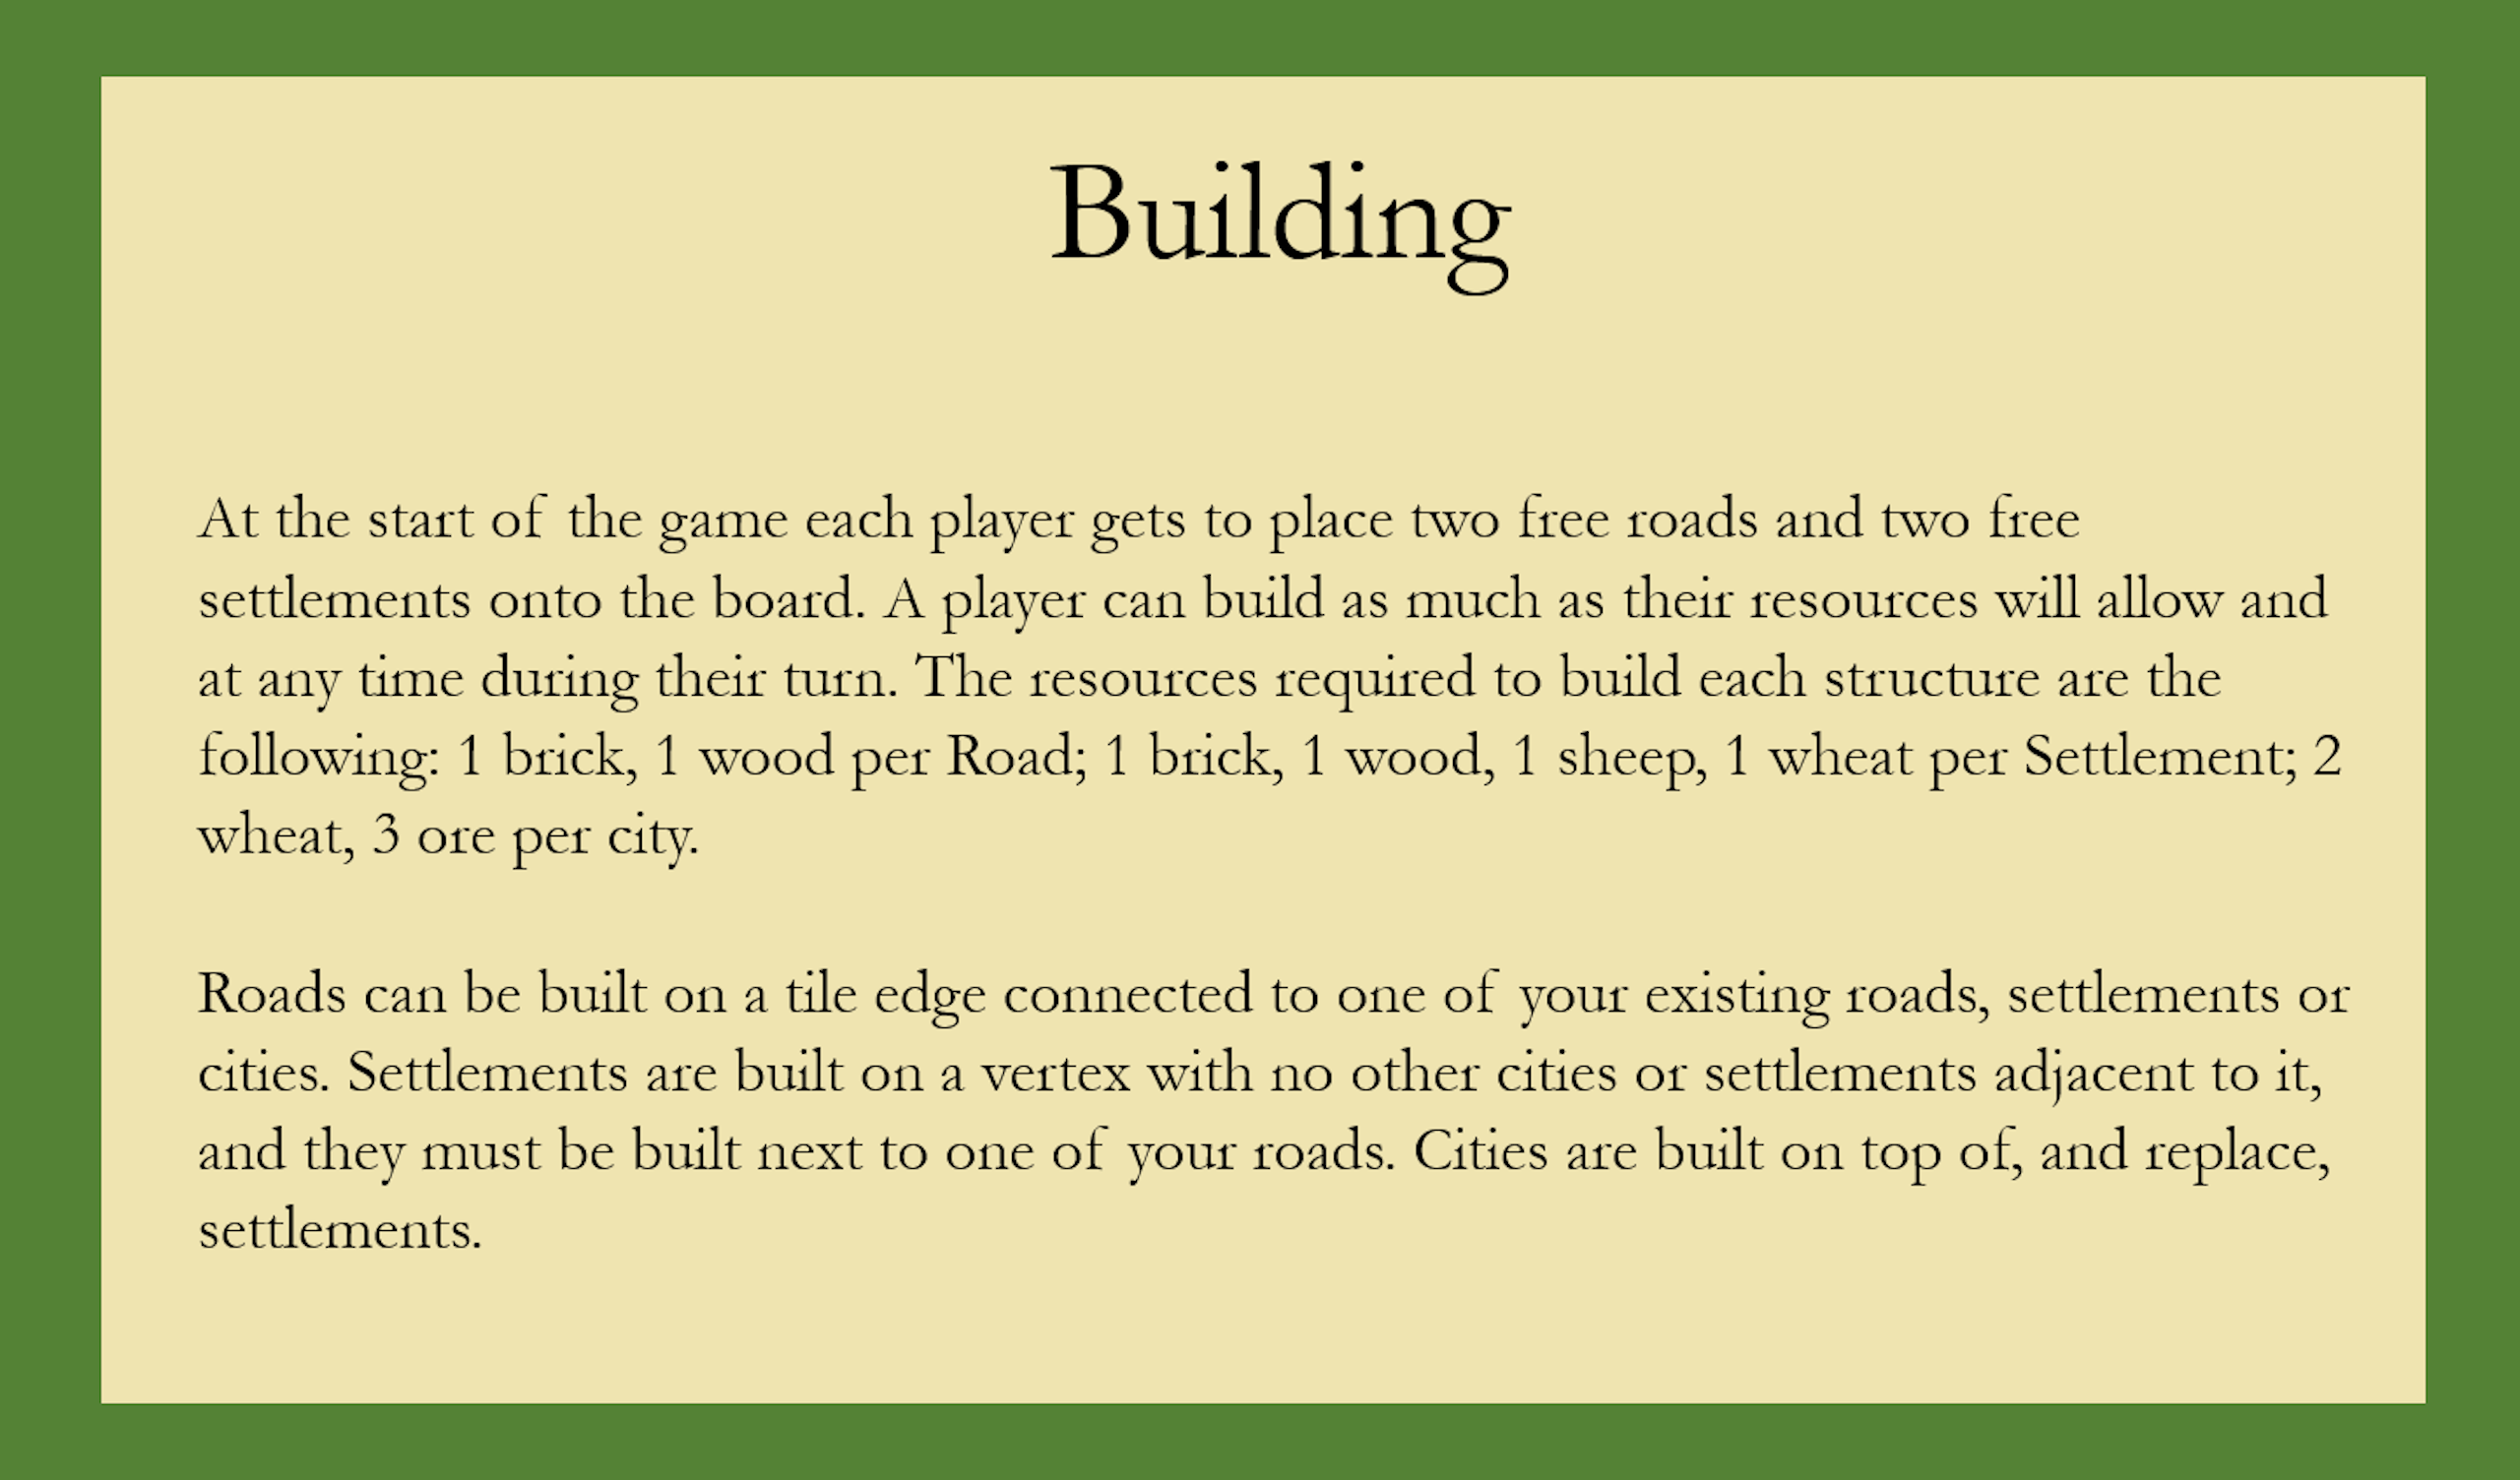 Building
At the start of the game each player gets to place two free roads and two free
settlements onto the board. A player can build as much as their resources will allow and
at any time during their turn. The resources required to build each structure are the
following: 1 brick, 1 wood per Road; 1 brick, 1 wood, 1 sheep, 1 wheat per Settlement; 2
wheat, 3 ore per city.
Roads can be built on a tile edge connected to one of your existing roads, settlements or
cities. Settlements are built on a vertex with no other cities or settlements adjacent to it,
and they must be built next to one of your roads. Cities are built on top of, and replace,
settlements.